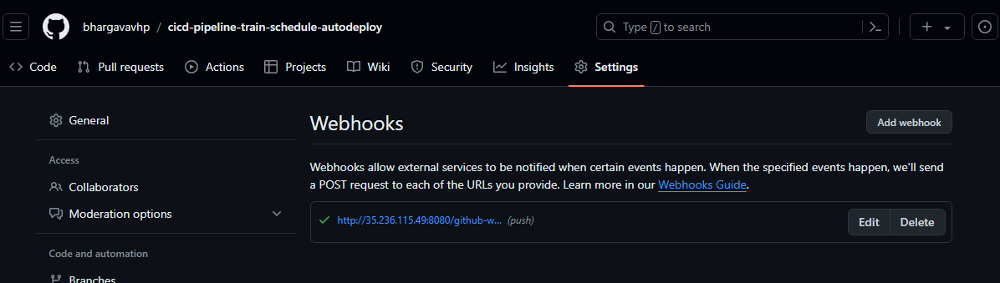 bhargavavhp / cicd-pipeline-train-schedule-autodeploy
Type / to search
Code Pull requests Actions Projects Wiki Security Insights Settings
General
Access
Collaborators
Moderation options
Code and automation
Branches
Webhooks
Add webhook
Webhooks allow external services to be notified when certain events happen. When the specified events happen, we'll send
a POST request to each of the URLs you provide. Learn more in our Webhooks Guide.
http://35.236.115.49:8080/github-w... (push)
Edit Delete